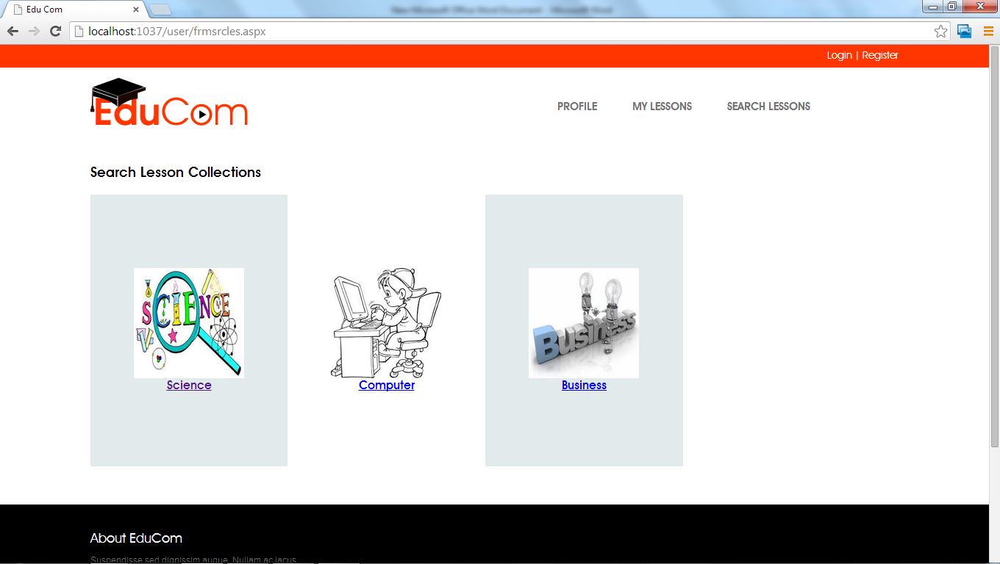 New Microsoft Office Word Document - Microsoft Word
Edu Com
localhost:1037/user/frmsrcles.aspx
Login | Register
EduCom
PROFILE MY LESSONS SEARCH LESSONS
Search Lesson Collections
SCIENCE
Business
Science Computer Business
About EduCom
Suspendisse sed dignissim augue. Nullam ac lacus